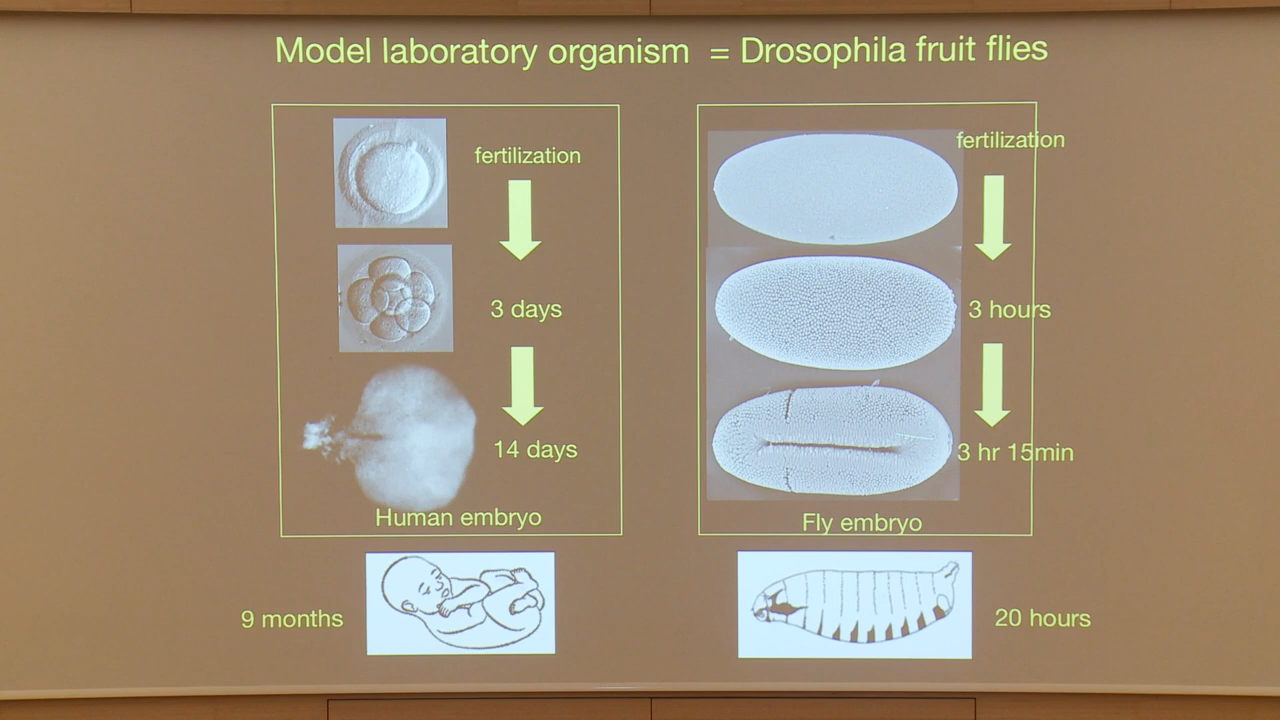 Model laboratory organism = Drosophila fruit flies
fertilization
3 days
14 days
Human embryo
9 months
fertilization
3 hours
3 hr 15min
Fly embryo
20 hours